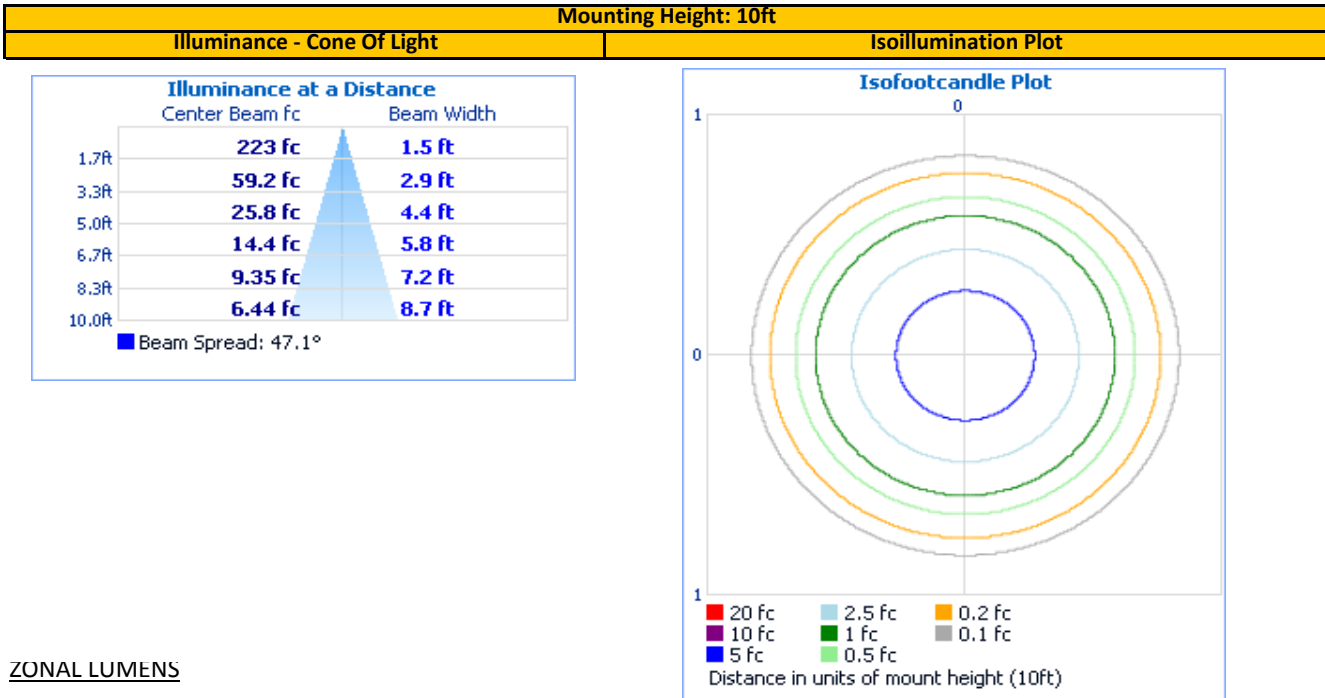 Mounting Height: 10ft
Illuminance - Cone Of Light
Isoillumination Plot
Illuminance at a Distance
Center Beam fc Beam Width
1.7ft 223 fc 1.5 ft
3.3ft 59.2 fc 2.9 ft
5.0ft 25.8 fc 4.4 ft
6.7ft 14.4 fc 5.8 ft
8.3ft 9.35 fc 7.2 ft
10.0ft 6.44 fc 8.7 ft
Beam Spread: 47.1°
Isofootcandle Plot
0
1
0
1
20 fc 2.5 fc 0.2 fc
10 fc 1 fc 0.1 fc
5 fc 0.5 fc
Distance in units of mount height (10ft)
ZONAL LUMENS